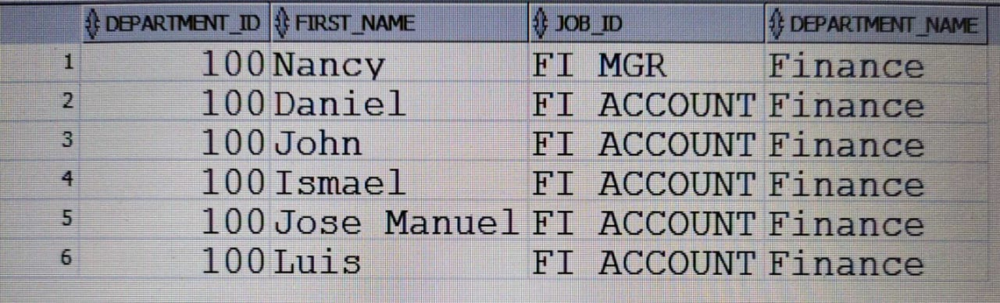 DEPARTMENT_ID FIRST_NAME JOB_ID DEPARTMENT_NAME
1 100 Nancy FI MGR Finance
2 100 Daniel FI ACCOUNT Finance
3 100 John FI ACCOUNT Finance
4 100 Ismael FI ACCOUNT Finance
5 100 Jose Manuel FI ACCOUNT Finance
6 100 Luis FI ACCOUNT Finance